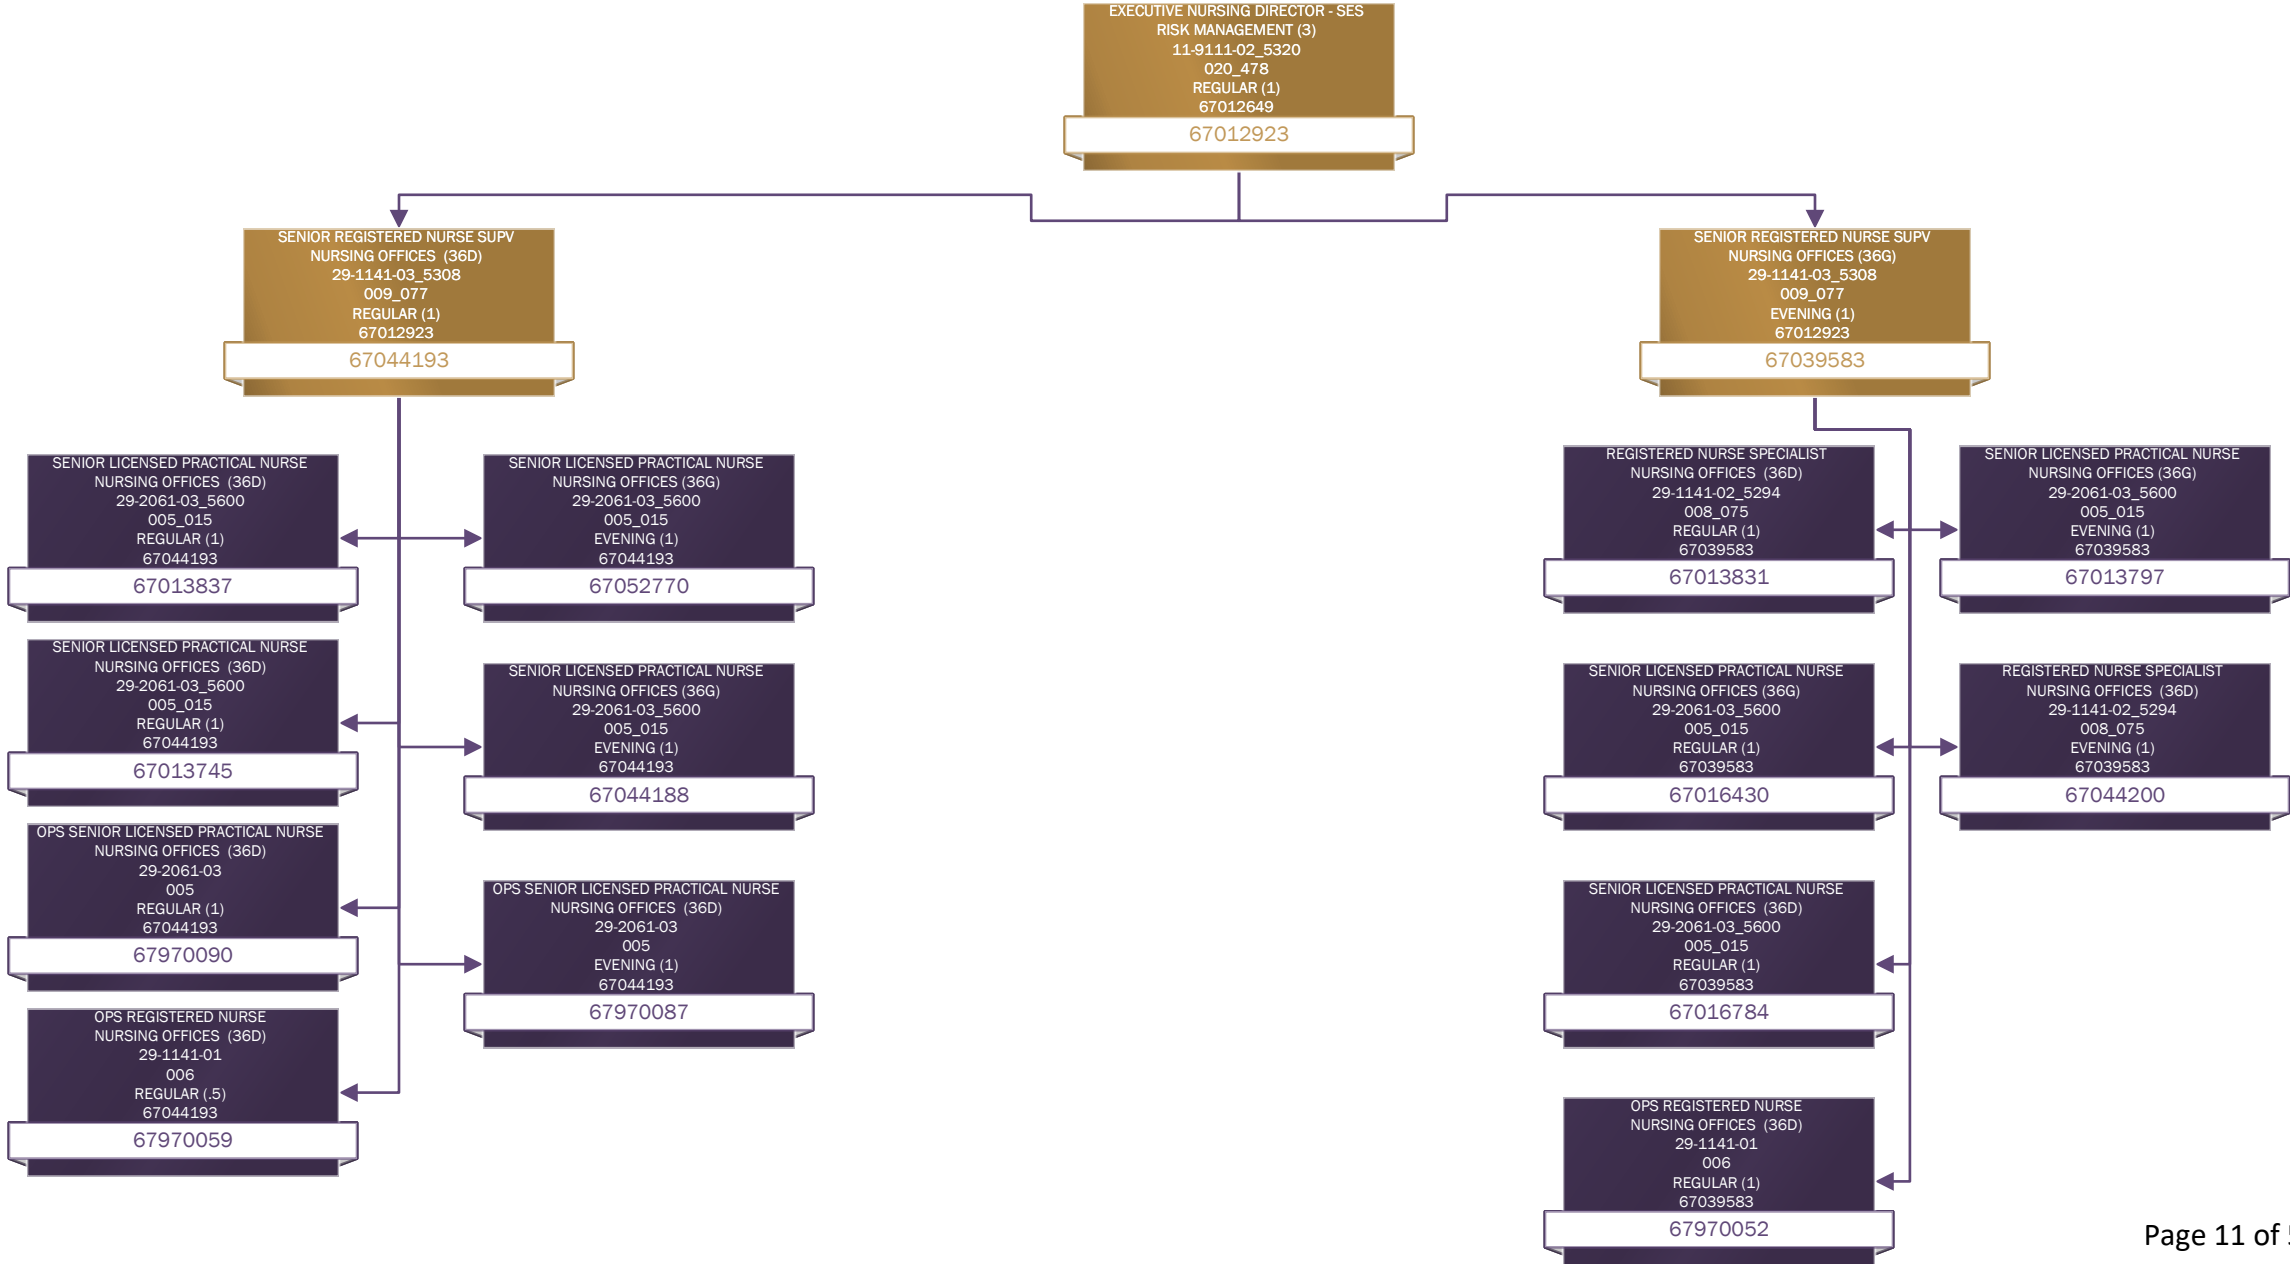 EXECUTIVE NURSING DIRECTOR - SES
RISK MANAGEMENT (3)
11-9111-02_5320
020_478
REGULAR (1)
67012649
67012923
SENIOR REGISTERED NURSE SUPV
NURSING OFFICES (36D)
29-1141-03_5308
009_077
REGULAR (1)
67012923
67044193
SENIOR REGISTERED NURSE SUPV
NURSING OFFICES (36G)
29-1141-03_5308
009_077
EVENING (1)
67012923
67039583
SENIOR LICENSED PRACTICAL NURSE
NURSING OFFICES (36D)
29-2061-03_5600
005_015
REGULAR (1)
67044193
67013837
SENIOR LICENSED PRACTICAL NURSE
NURSING OFFICES (36G)
29-2061-03_5600
005_015
EVENING (1)
67044193
67052770
SENIOR LICENSED PRACTICAL NURSE
NURSING OFFICES (36D)
29-2061-03_5600
005_015
REGULAR (1)
67044193
67013745
SENIOR LICENSED PRACTICAL NURSE
NURSING OFFICES (36G)
29-2061-03_5600
005_015
EVENING (1)
67044193
67044188
OPS SENIOR LICENSED PRACTICAL NURSE
NURSING OFFICES (36D)
29-2061-03
005
REGULAR (1)
67044193
67970090
OPS SENIOR LICENSED PRACTICAL NURSE
NURSING OFFICES (36D)
29-2061-03
005
EVENING (1)
67044193
67970087
OPS REGISTERED NURSE
NURSING OFFICES (36D)
29-1141-01
006
REGULAR (.5)
67044193
67970059
REGISTERED NURSE SPECIALIST
NURSING OFFICES (36D)
29-1141-02_5294
008_075
REGULAR (1)
67039583
67013831
SENIOR LICENSED PRACTICAL NURSE
NURSING OFFICES (36G)
29-2061-03_5600
005_015
EVENING (1)
67039583
67013797
SENIOR LICENSED PRACTICAL NURSE
NURSING OFFICES (36G)
29-2061-03_5600
005_015
REGULAR (1)
67039583
67016430
REGISTERED NURSE SPECIALIST
NURSING OFFICES (36D)
29-1141-02_5294
008_075
EVENING (1)
67039583
67044200
SENIOR LICENSED PRACTICAL NURSE
NURSING OFFICES (36D)
29-2061-03_5600
005_015
REGULAR (1)
67039583
67016784
OPS REGISTERED NURSE
NURSING OFFICES (36D)
29-1141-01
006
REGULAR (1)
67039583
67970052
Page 11 of